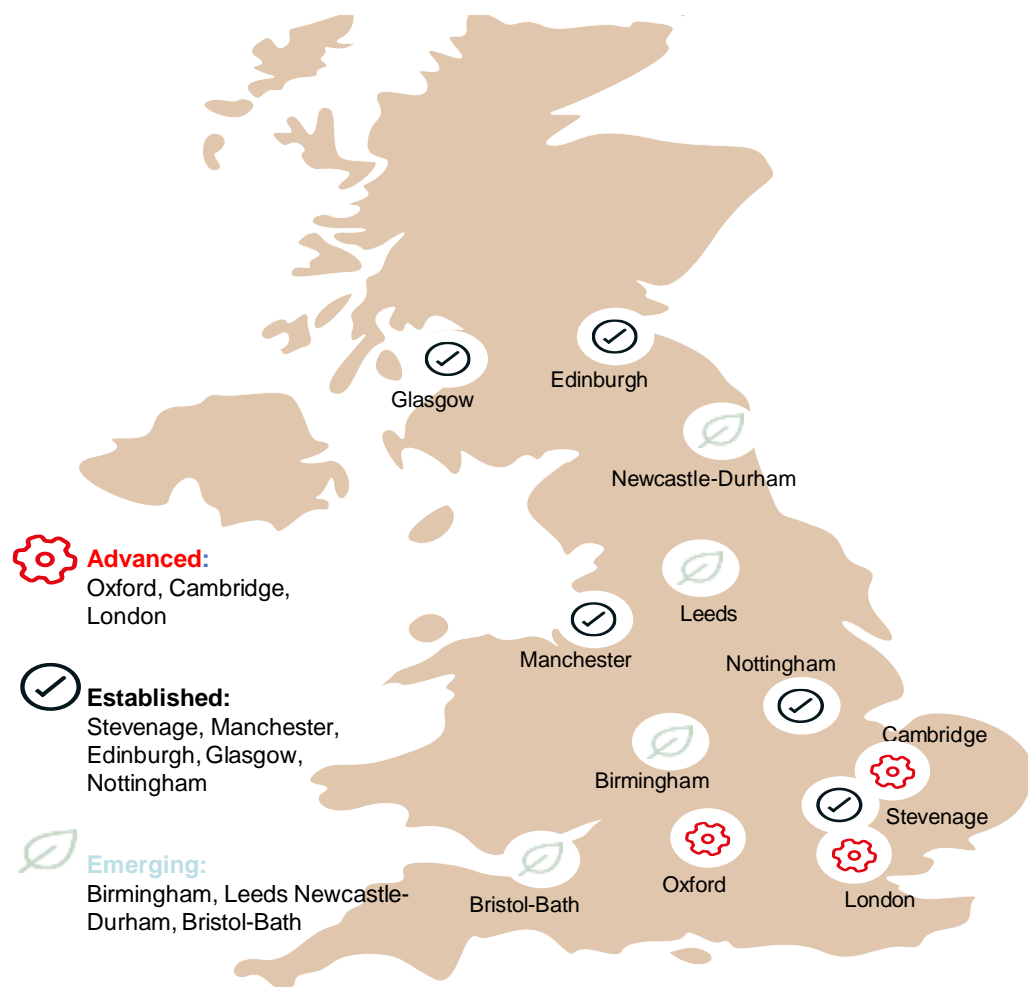 Glasgow
Edinburgh
Newcastle-Durham
Leeds
Manchester
Nottingham
Cambridge
Birmingham
Stevenage
Oxford
London
Bristol-Bath
Advanced:
Oxford, Cambridge,
London
Established:
Stevenage, Manchester,
Edinburgh, Glasgow,
Nottingham
Emerging:
Birmingham, Leeds Newcastle-
Durham, Bristol-Bath